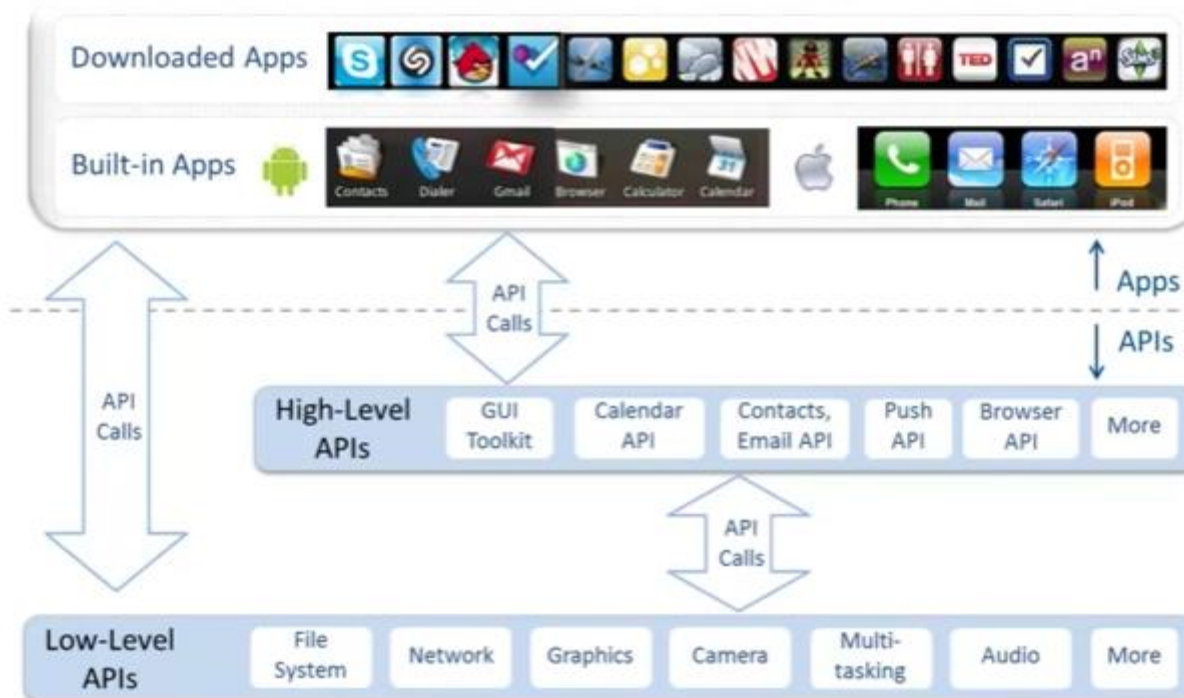 Downloaded Apps
S
TED
31
Built-in Apps
Contacts
Dialer
Gmail
Browser
Calculator
Calendar
Phone
Mail
Safari
iPod
API
Calls
Apps
APIs
API
Calls
High-Level
APIs
GUI
Toolkit
Calendar
API
Contacts,
Email API
Push
API
Browser
API
More
API
Calls
Low-Level
APIs
File
System
Network
Graphics
Camera
Multi-
tasking
Audio
More